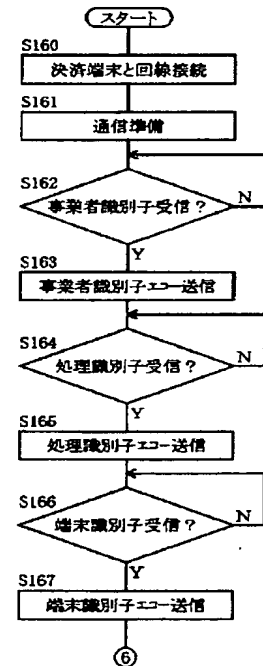 スタート
S160
決済端末と回線接続
S161
通信準備
S162
事業者識別子受信？
N
Y
S163
事業者識別子エコー送信
S164
処理識別子受信？
N
Y
S165
処理識別子エコー送信
S166
端末識別子受信？
N
Y
S167
端末識別子エコー送信
⑥